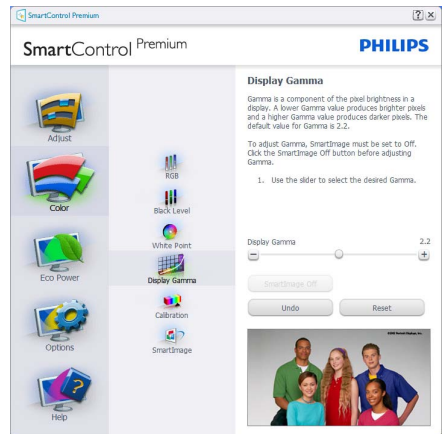 SmartControl Premium
SmartControl Premium
PHILIPS
Adjust
Color
Eco Power
Options
Help
RGB
Black Level
White Point
Display Gamma
Calibration
SmartImage
Display Gamma
Gamma is a component of the pixel brightness in a
display. A lower Gamma value produces brighter pixels
and a higher Gamma value produces darker pixels. The
default value for Gamma is 2.2.
To adjust Gamma, SmartImage must be set to Off.
Click the SmartImage Off button before adjusting
Gamma.
1. Use the slider to select the desired Gamma.
Display Gamma 2.2
SmartImage Off
Undo Reset